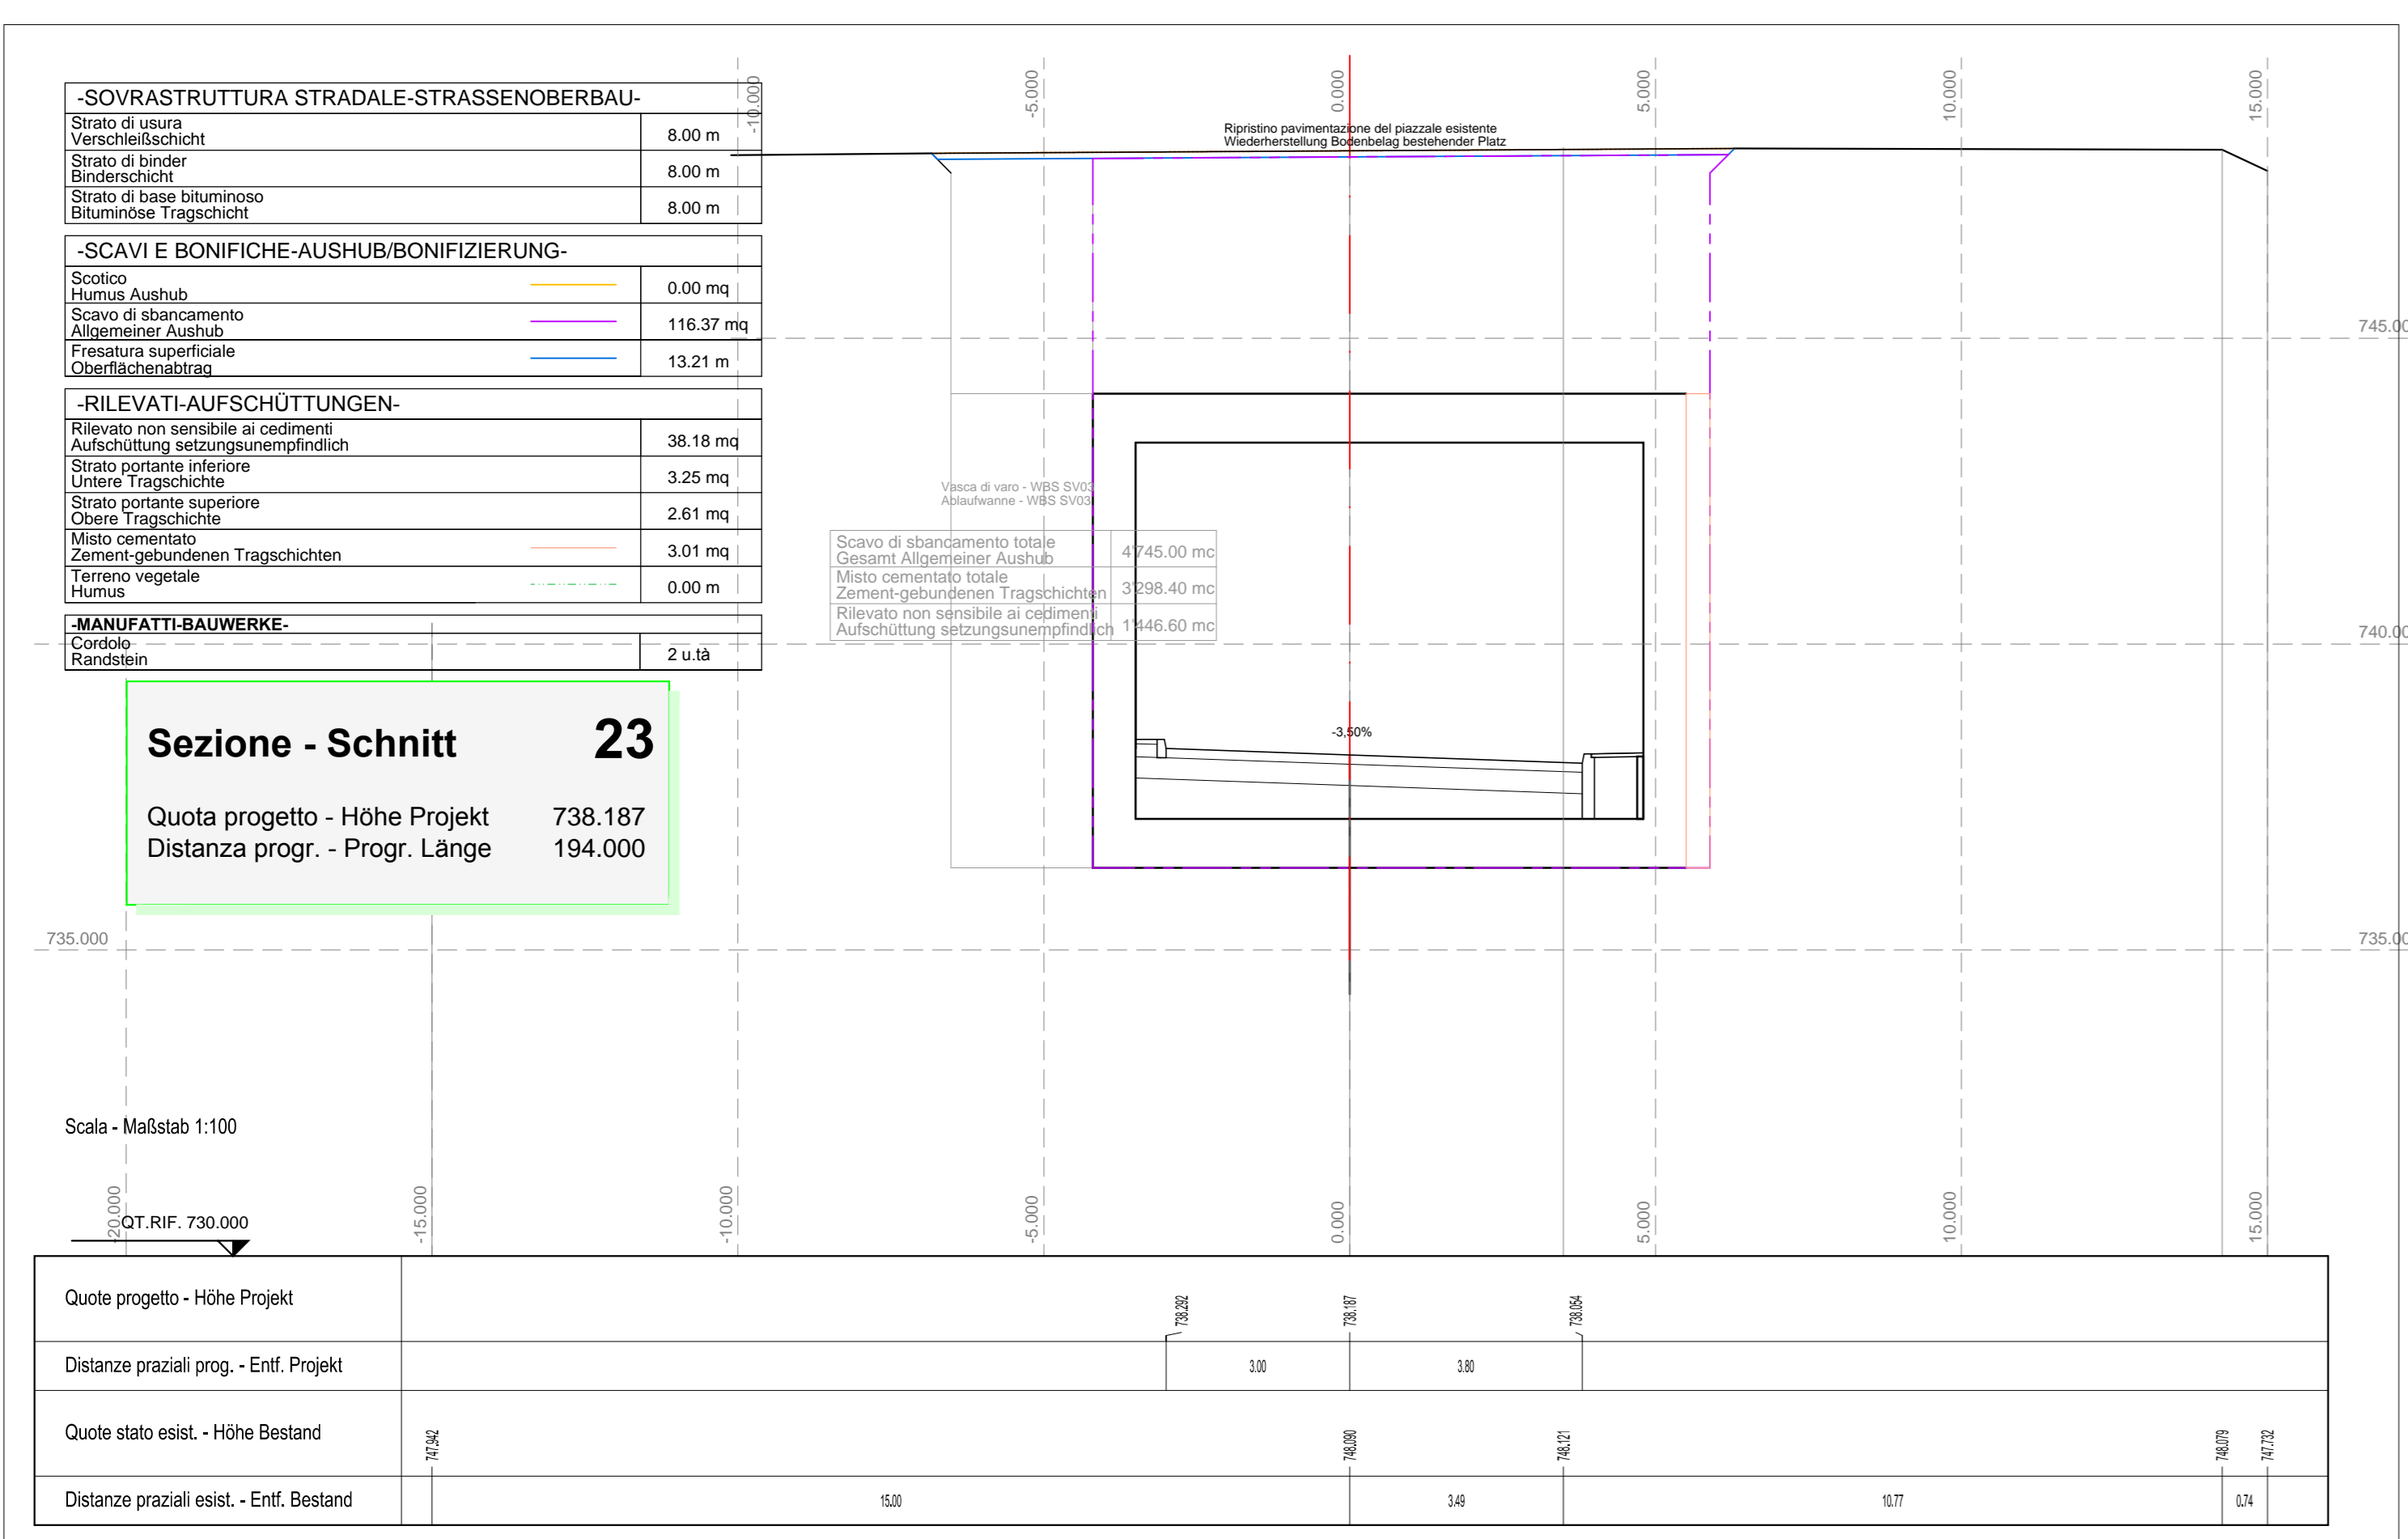 -10.000
-5.000
0.000
5.000
10.000
15.000
-SOVRASTRUTTURA STRADALE-STRASSENOBERBAU-
Strato di usura
Verschleißschicht
8.00 m
Strato di binder
Binderschicht
8.00 m
Strato di base bituminoso
Bituminöse Tragschicht
8.00 m
-SCAVI E BONIFICHE-AUSHUB/BONIFIZIERUNG-
Scotico
Humus Aushub
0.00 mq
Scavo di sbancamento
Allgemeiner Aushub
116.37 mq
Fresatura superficiale
Oberflächenabtrag
13.21 m
-RILEVATI-AUFSCHÜTTUNGEN-
Rilevato non sensibile ai cedimenti
Aufschüttung setzungsunempfindlich
38.18 mq
Strato portante inferiore
Untere Tragschichte
3.25 mq
Strato portante superiore
Obere Tragschichte
2.61 mq
Misto cementato
Zement-gebundenen Tragschichten
3.01 mq
Terreno vegetale
Humus
0.00 m
-MANUFATTI-BAUWERKE-
Cordolo
Randstein
2 u.tà
Ripristino pavimentazione del piazzale esistente
Wiederherstellung Bodenbelag bestehender Platz
745.00
Vasca di varo - WBS SV03
Ablaufwanne - WBS SV03
Scavo di sbancamento totale
Gesamt Allgemeiner Aushub
4'745.00 mc
Misto cementato totale
Zement-gebundenen Tragschichten
3'298.40 mc
Rilevato non sensibile ai cedimenti
Aufschüttung setzungsunempfindlich
1'446.60 mc
740.00
-3,50%
Sezione - Schnitt 23
Quota progetto - Höhe Projekt 738.187
Distanza progr. - Progr. Länge 194.000
735.000
735.00
Scala - Maßstab 1:100
-20.000
-15.000
-10.000
-5.000
0.000
5.000
10.000
15.000
QT.RIF. 730.000
Quote progetto - Höhe Projekt
738.292
738.187
738.054
Distanze praziali prog. - Entf. Projekt
3.00
3.80
Quote stato esist. - Höhe Bestand
747.942
748.090
748.121
748.079
747.732
Distanze praziali esist. - Entf. Bestand
15.00
3.49
10.77
0.74